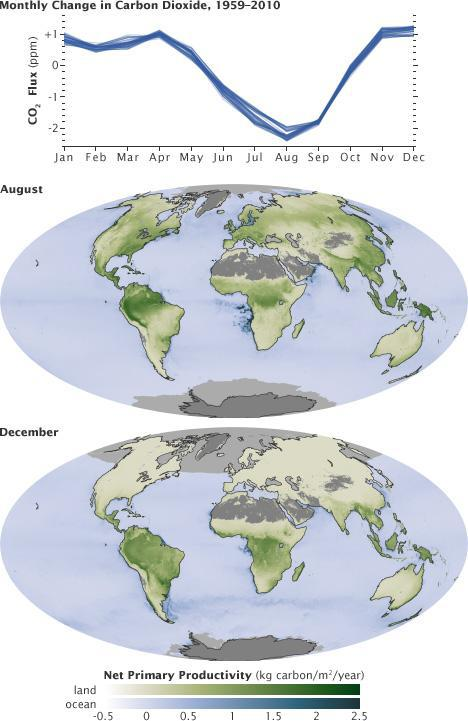 Monthly Change in Carbon Dioxide, 1959–2010
CO2 Flux (ppm)
+1
0
-1
-2
Jan Feb Mar Apr May Jun Jul Aug Sep Oct Nov Dec
August
December
Net Primary Productivity (kg carbon/m²/year)
land
ocean
-0.5 0 0.5 1 1.5 2 2.5